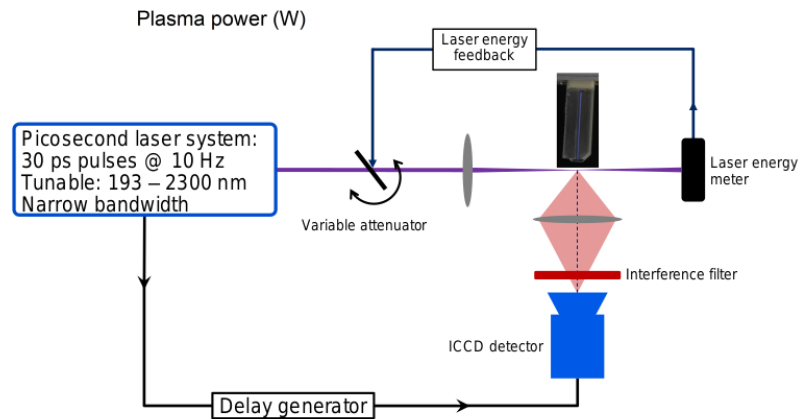 Plasma power (W)
Laser energy
feedback
Picosecond laser system:
30 ps pulses @ 10 Hz
Tunable: 193 – 2300 nm
Narrow bandwidth
Laser energy
meter
Variable attenuator
Interference filter
ICCD detector
Delay generator